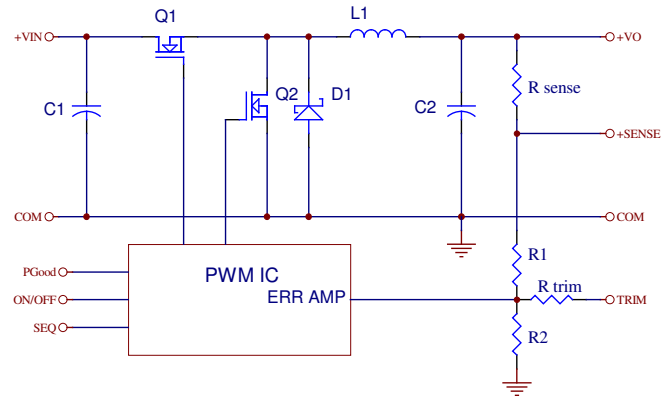 Q1
L1
+VIN
+VO
R sense
C1
Q2
D1
C2
+SENSE
COM
COM
R1
PWM IC
PGood
R trim
ERR AMP
ON/OFF
TRIM
SEQ
R2